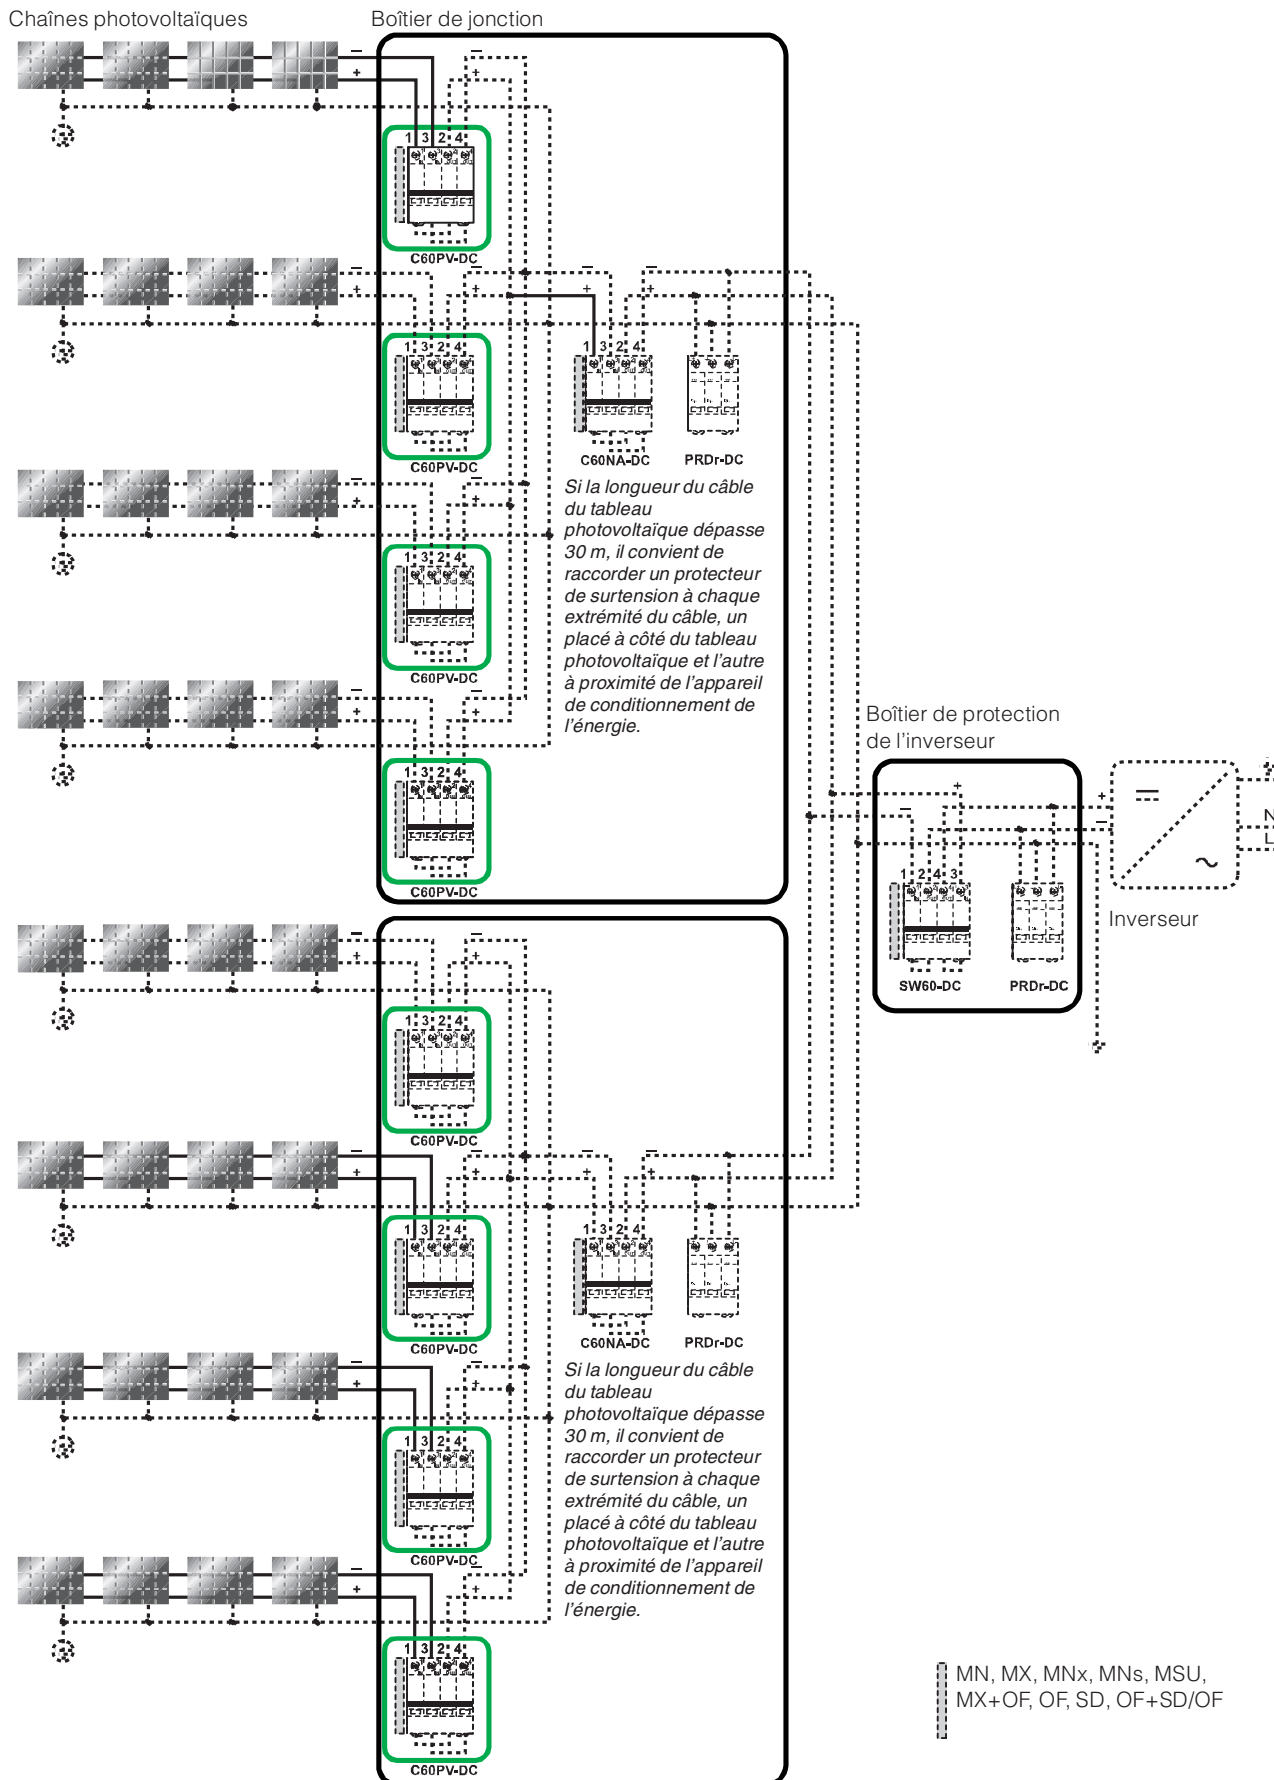 Chaînes photovoltaïques
Boîtier de jonction
− + − +
1 3 2 4
C60PV-DC
− + − + − + − +
1 3 2 4
C60PV-DC
1 3 2 4
C60NA-DC
PRDr-DC
Si la longueur du câble
du tableau
photovoltaïque dépasse
30 m, il convient de
raccorder un protecteur
de surtension à chaque
extrémité du câble, un
placé à côté du tableau
photovoltaïque et l'autre
à proximité de l'appareil
de conditionnement de
l'énergie.
− + − +
1 3 2 4
C60PV-DC
− + − +
1 3 2 4
C60PV-DC
Boîtier de protection
de l'inverseur
− + + −
1 2 4 3
SW60-DC
PRDr-DC
N
L
Inverseur
− + − +
1 3 2 4
C60PV-DC
− + − + − + − +
1 3 2 4
C60PV-DC
1 3 2 4
C60NA-DC
PRDr-DC
Si la longueur du câble
du tableau
photovoltaïque dépasse
30 m, il convient de
raccorder un protecteur
de surtension à chaque
extrémité du câble, un
placé à côté du tableau
photovoltaïque et l'autre
à proximité de l'appareil
de conditionnement de
l'énergie.
− + − +
1 3 2 4
C60PV-DC
− + − +
1 3 2 4
C60PV-DC
MN, MX, MNx, MNs, MSU,
MX+OF, OF, SD, OF+SD/OF